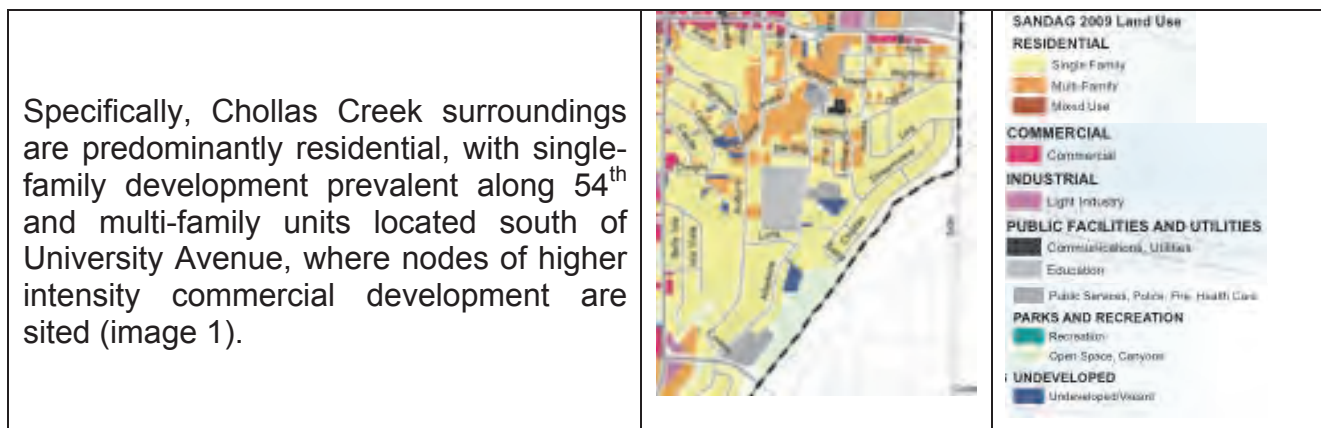 Specifically, Chollas Creek surroundings
are predominantly residential, with single-
family development prevalent along 54th
and multi-family units located south of
University Avenue, where nodes of higher
intensity commercial development are
sited (image 1).
SANDAG 2009 Land Use
RESIDENTIAL
Single Family
Multi-Family
Mixed Use
COMMERCIAL
Commercial
INDUSTRIAL
Light Industry
PUBLIC FACILITIES AND UTILITIES
Communications, Utilities
Education
Public Services, Police, Fire, Health Care
PARKS AND RECREATION
Recreation
Open Space, Canyons
UNDEVELOPED
Undeveloped/Vacant